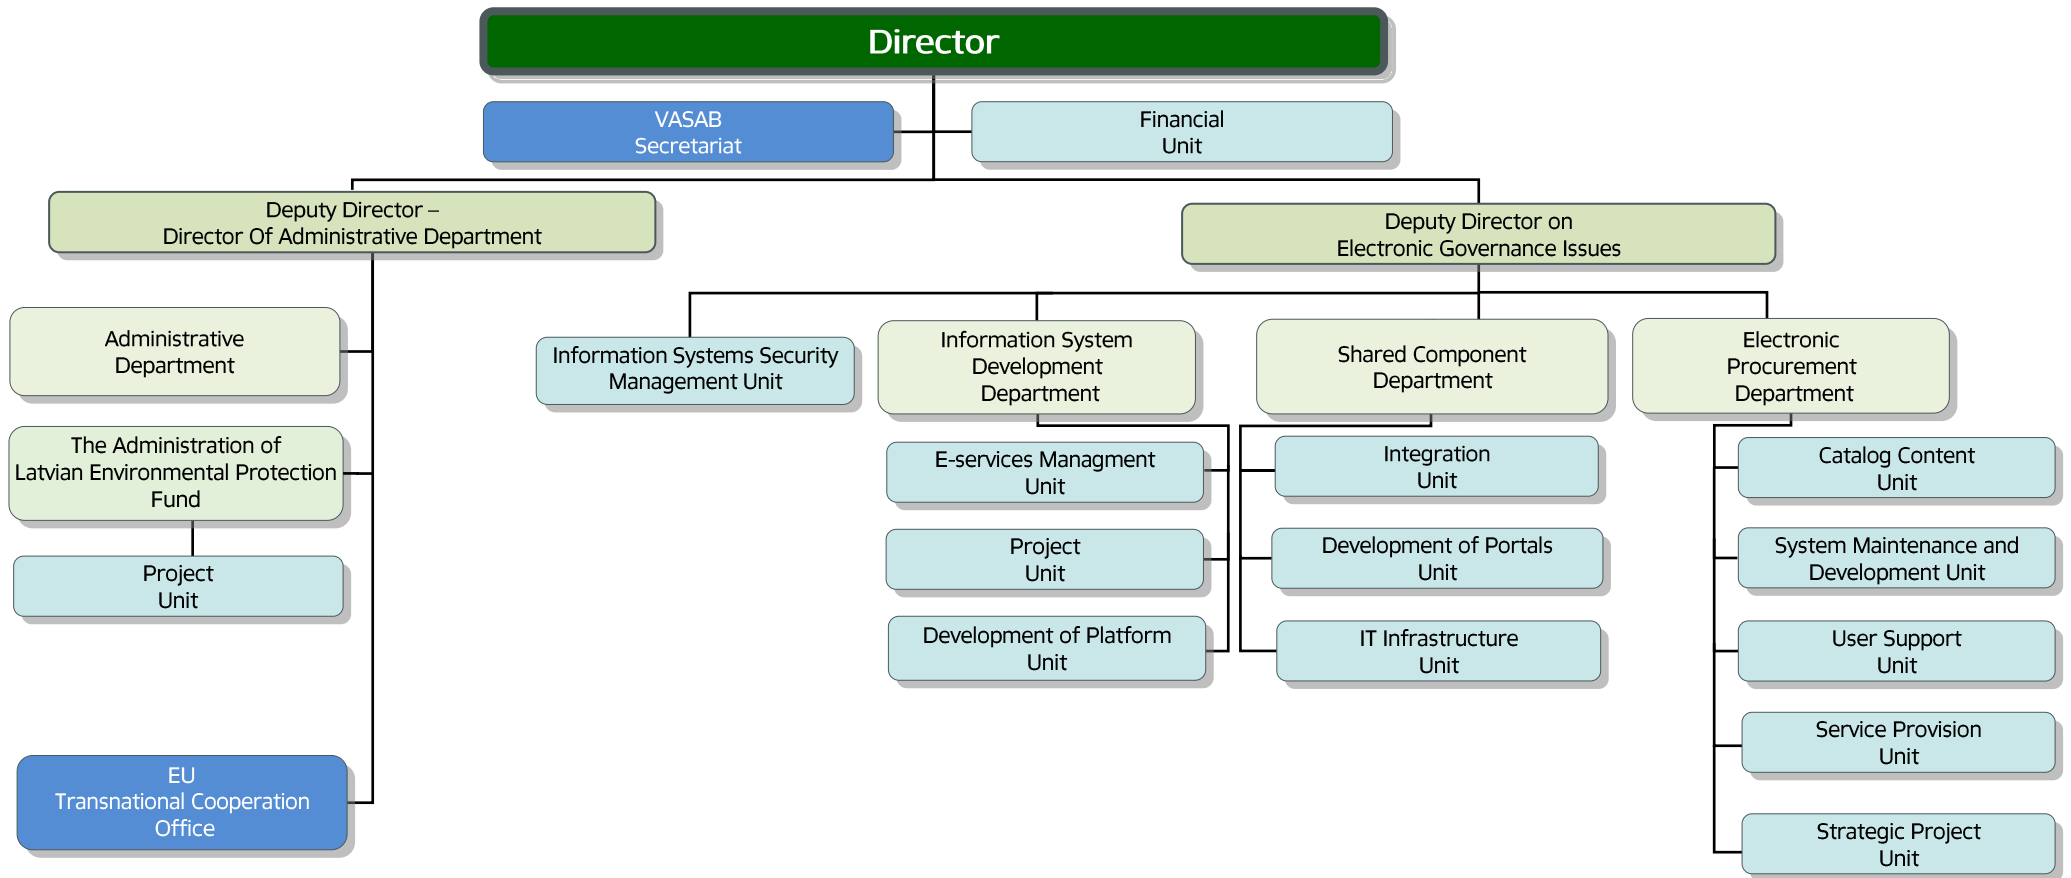 Director
VASAB
Secretariat
Financial
Unit
Deputy Director –
Director Of Administrative Department
Deputy Director on
Electronic Governance Issues
Administrative
Department
Information Systems Security
Management Unit
Information System
Development
Department
Shared Component
Department
Electronic
Procurement
Department
The Administration of
Latvian Environmental Protection
Fund
Project
Unit
EU
Transnational Cooperation
Office
E-services Managment
Unit
Project
Unit
Development of Platform
Unit
Integration
Unit
Development of Portals
Unit
IT Infrastructure
Unit
Catalog Content
Unit
System Maintenance and
Development Unit
User Support
Unit
Service Provision
Unit
Strategic Project
Unit